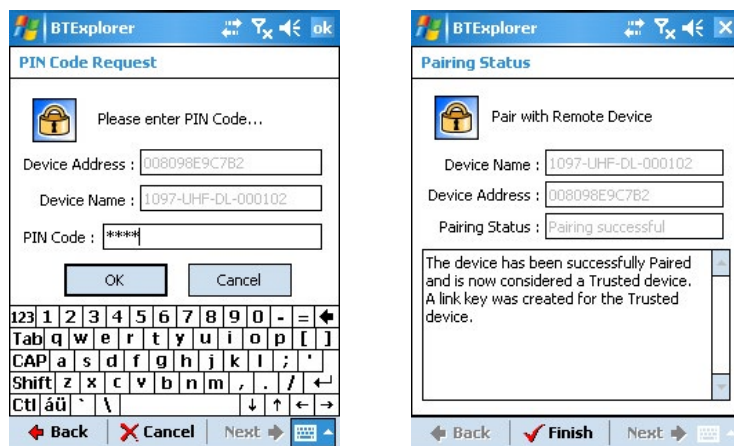 BTExplorer
ok
PIN Code Request
Please enter PIN Code...
Device Address : 008098E9C7B2
Device Name : 1097-UHF-DL-000102
PIN Code : ****
OK Cancel
123 1 2 3 4 5 6 7 8 9 0 - =
Tab q w e r t y u i o p [ ]
CAP a s d f g h j k l ; '
Shift z x c v b n m , . /
Ctl áü ` \
Back Cancel Next
BTExplorer
Pairing Status
Pair with Remote Device
Device Name : 1097-UHF-DL-000102
Device Address : 008098E9C7B2
Pairing Status : Pairing successful
The device has been successfully Paired
and is now considered a Trusted device.
A link key was created for the Trusted
device.
Back Finish Next